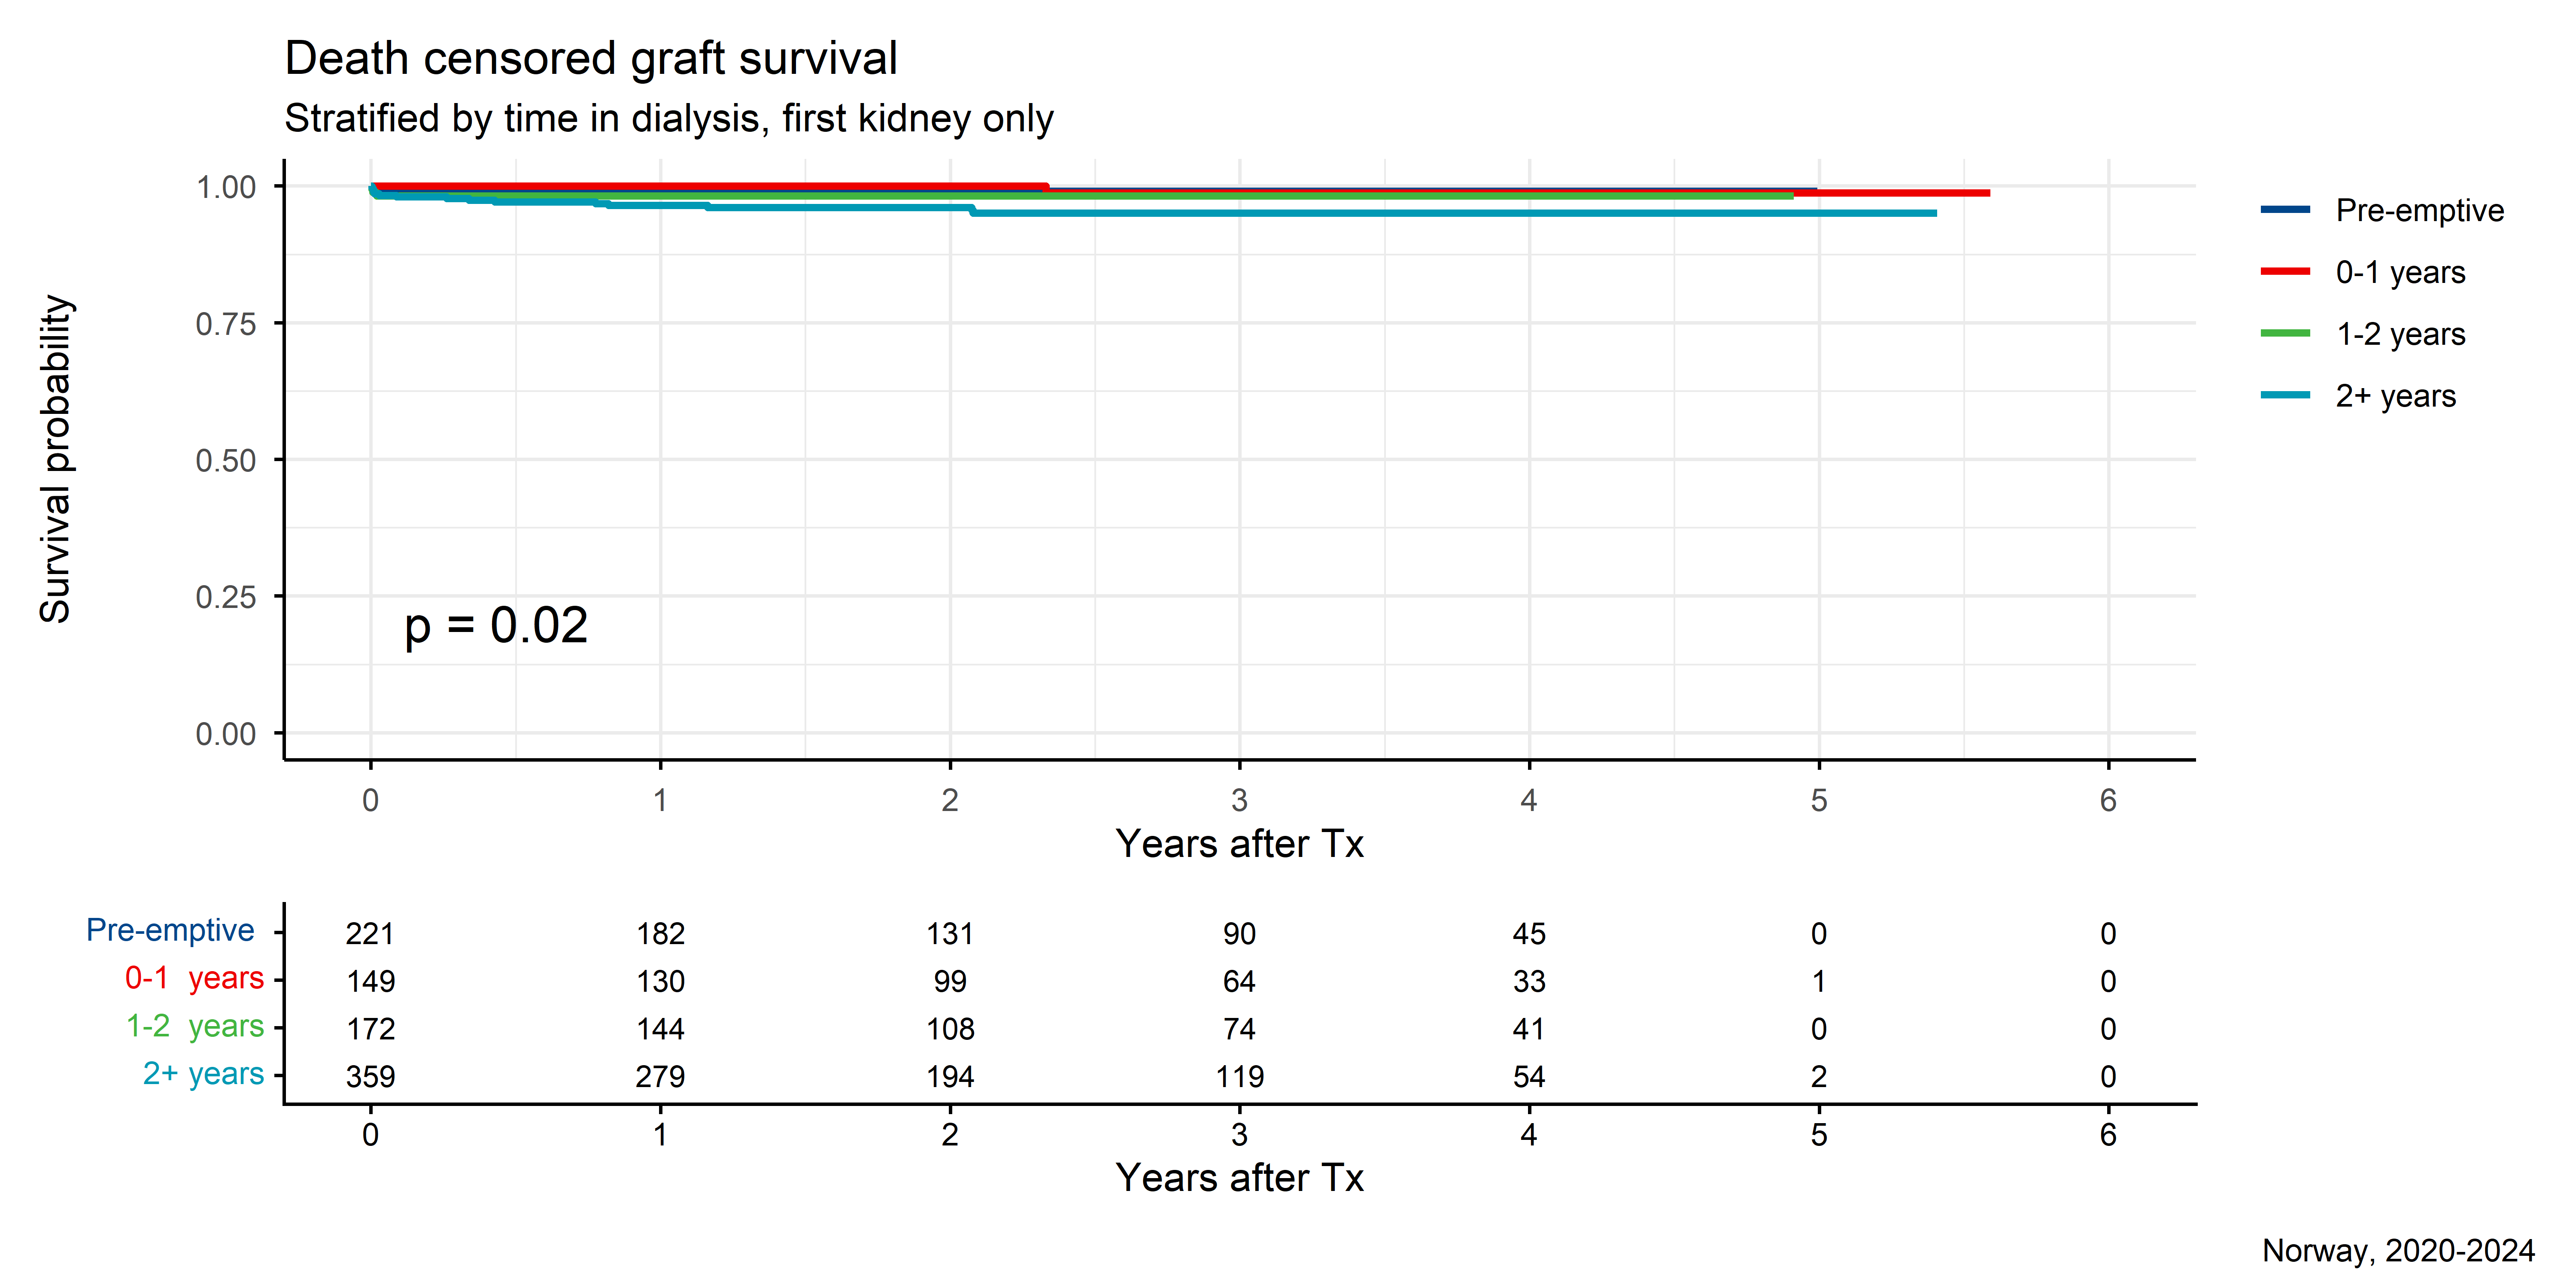 Death censored graft survival
Stratified by time in dialysis, first kidney only
Survival probability
1.00
0.75
0.50
0.25
0.00
p = 0.02
0 1 2 3 4 5 6
Years after Tx
Pre-emptive
0-1 years
1-2 years
2+ years
Pre-emptive 221 182 131 90 45 0 0
0-1 years 149 130 99 64 33 1 0
1-2 years 172 144 108 74 41 0 0
2+ years 359 279 194 119 54 2 0
0 1 2 3 4 5 6
Years after Tx
Norway, 2020-2024